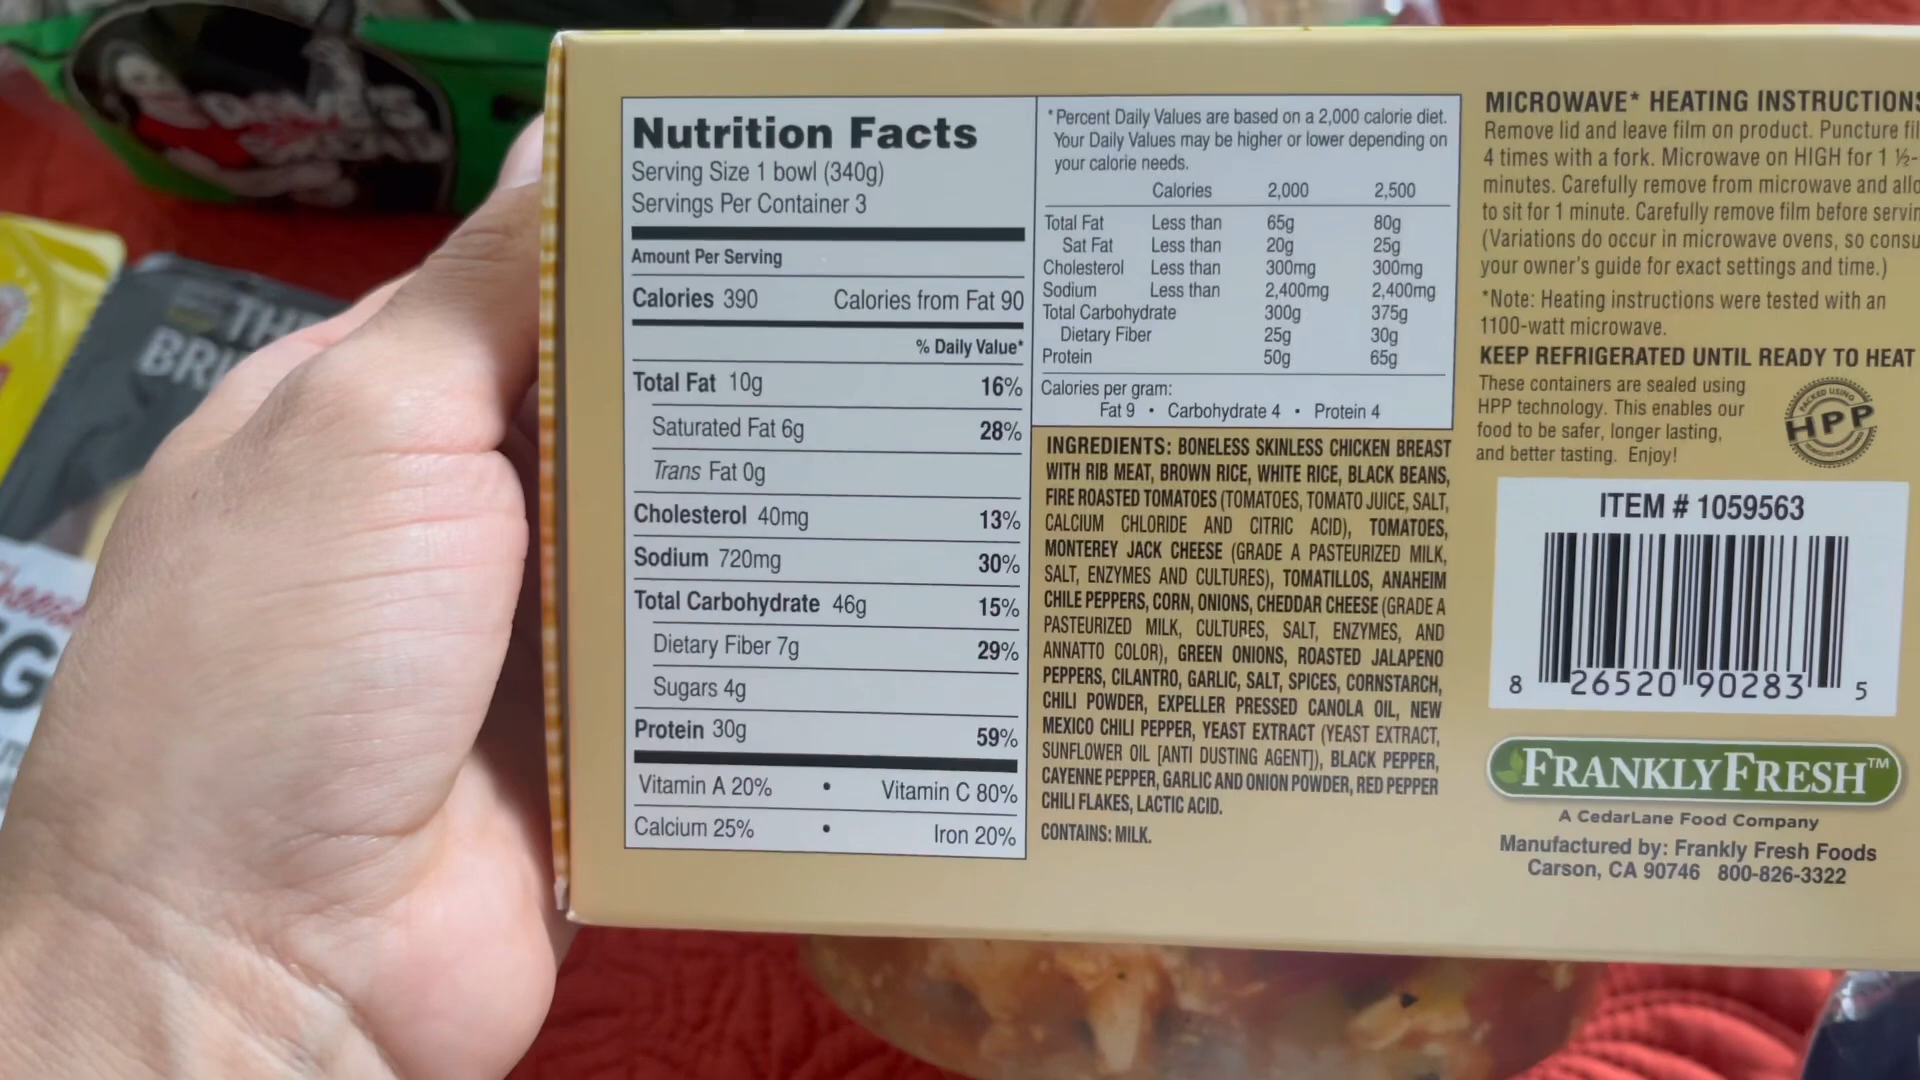 DAVE'S
THE
BRI
Nutrition Facts
Serving Size 1 bowl (340g)
Servings Per Container 3
Amount Per Serving
Calories 390 Calories from Fat 90
% Daily Value*
Total Fat 10g 16%
Saturated Fat 6g 28%
Trans Fat 0g
Cholesterol 40mg 13%
Sodium 720mg 30%
Total Carbohydrate 46g 15%
Dietary Fiber 7g 29%
Sugars 4g
Protein 30g 59%
Vitamin A 20% • Vitamin C 80%
Calcium 25% • Iron 20%
*Percent Daily Values are based on a 2,000 calorie diet.
Your Daily Values may be higher or lower depending on
your calorie needs.
Calories 2,000 2,500
Total Fat Less than 65g 80g
Sat Fat Less than 20g 25g
Cholesterol Less than 300mg 300mg
Sodium Less than 2,400mg 2,400mg
Total Carbohydrate 300g 375g
Dietary Fiber 25g 30g
Protein 50g 65g
Calories per gram:
Fat 9 • Carbohydrate 4 • Protein 4
INGREDIENTS: BONELESS SKINLESS CHICKEN BREAST
WITH RIB MEAT, BROWN RICE, WHITE RICE, BLACK BEANS,
FIRE ROASTED TOMATOES (TOMATOES, TOMATO JUICE, SALT,
CALCIUM CHLORIDE AND CITRIC ACID), TOMATOES,
MONTEREY JACK CHEESE (GRADE A PASTEURIZED MILK,
SALT, ENZYMES AND CULTURES), TOMATILLOS, ANAHEIM
CHILE PEPPERS, CORN, ONIONS, CHEDDAR CHEESE (GRADE A
PASTEURIZED MILK, CULTURES, SALT, ENZYMES, AND
ANNATTO COLOR), GREEN ONIONS, ROASTED JALAPENO
PEPPERS, CILANTRO, GARLIC, SALT, SPICES, CORNSTARCH,
CHILI POWDER, EXPELLER PRESSED CANOLA OIL, NEW
MEXICO CHILI PEPPER, YEAST EXTRACT (YEAST EXTRACT,
SUNFLOWER OIL [ANTI DUSTING AGENT]), BLACK PEPPER,
CAYENNE PEPPER, GARLIC AND ONION POWDER, RED PEPPER
CHILI FLAKES, LACTIC ACID.
CONTAINS: MILK.
MICROWAVE* HEATING INSTRUCTIONS
Remove lid and leave film on product. Puncture fil
4 times with a fork. Microwave on HIGH for 1 ½-
minutes. Carefully remove from microwave and allo
to sit for 1 minute. Carefully remove film before servin
(Variations do occur in microwave ovens, so consu
your owner's guide for exact settings and time.)
*Note: Heating instructions were tested with an
1100-watt microwave.
KEEP REFRIGERATED UNTIL READY TO HEAT
These containers are sealed using
HPP technology. This enables our
food to be safer, longer lasting,
and better tasting. Enjoy!
PACKED USING
HPP
ITEM # 1059563
8 26520 90283 5
FRANKLY FRESH™
A CedarLane Food Company
Manufactured by: Frankly Fresh Foods
Carson, CA 90746 800-826-3322